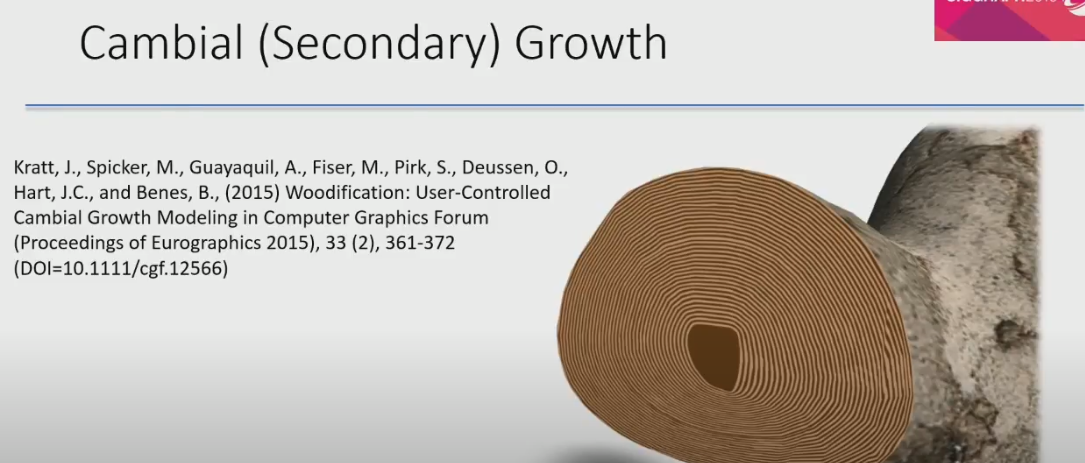 Cambial (Secondary) Growth
Kratt, J., Spicker, M., Guayaquil, A., Fiser, M., Pirk, S., Deussen, O.,
Hart, J.C., and Benes, B., (2015) Woodification: User-Controlled
Cambial Growth Modeling in Computer Graphics Forum
(Proceedings of Eurographics 2015), 33 (2), 361-372
(DOI=10.1111/cgf.12566)